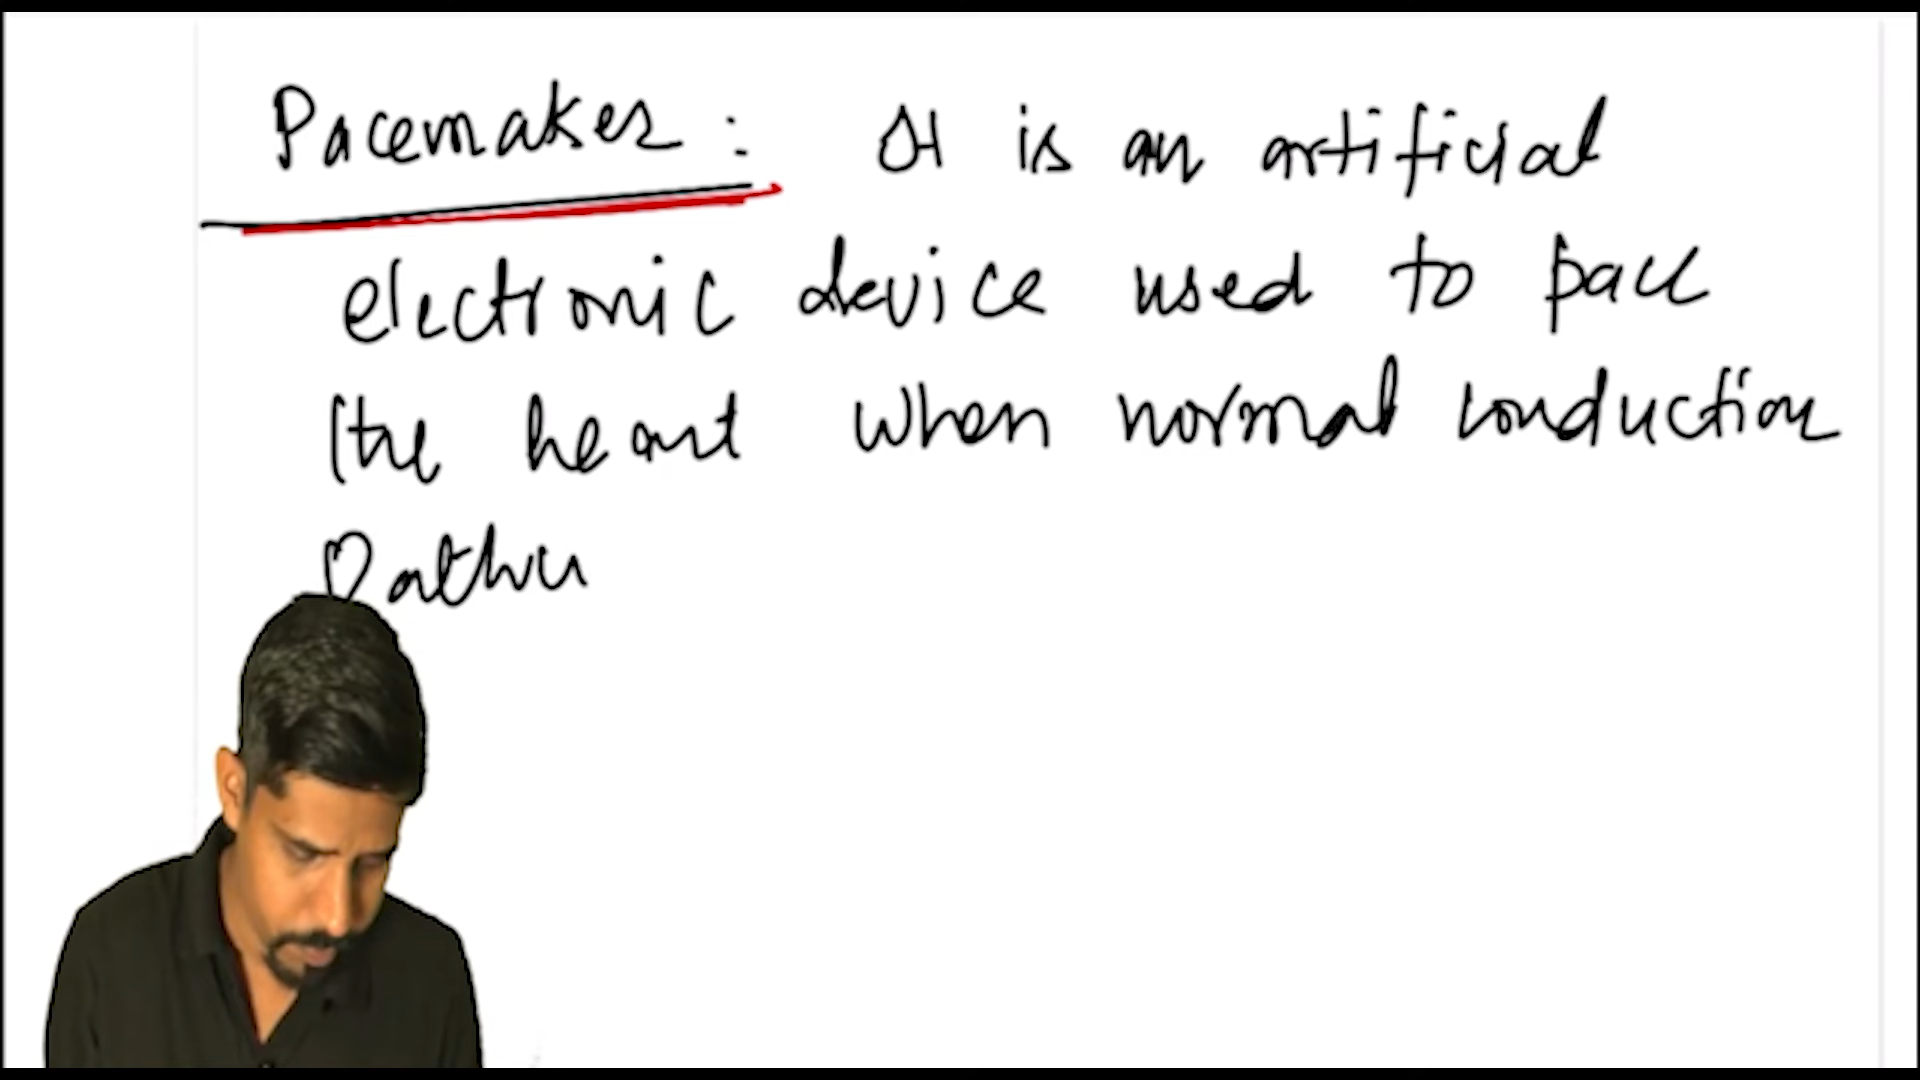 Pacemaker : It is an artificial
electronic device used to pace
the heart when normal conduction
Pathw